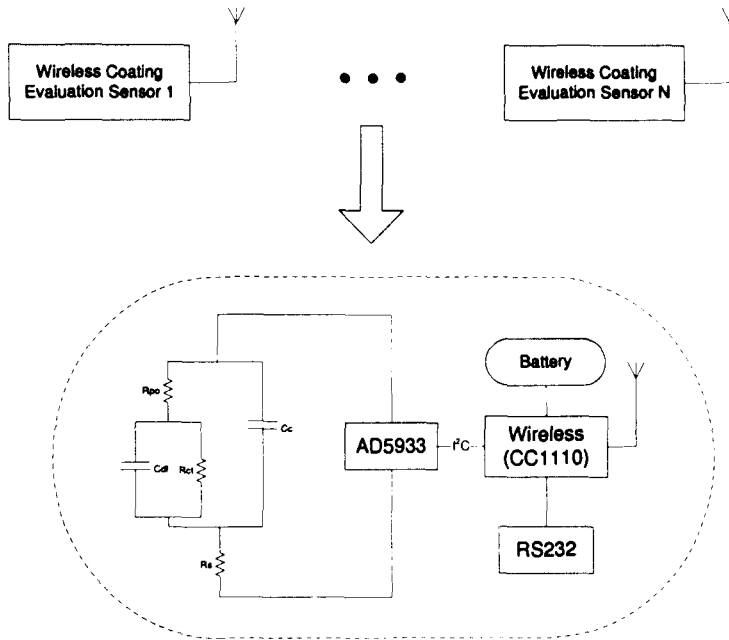 Wireless Coating
Evaluation Sensor 1
Wireless Coating
Evaluation Sensor N
Rpo
Cc
Cdl
Rct
Rs
AD5933
I²C
Battery
Wireless
(CC1110)
RS232